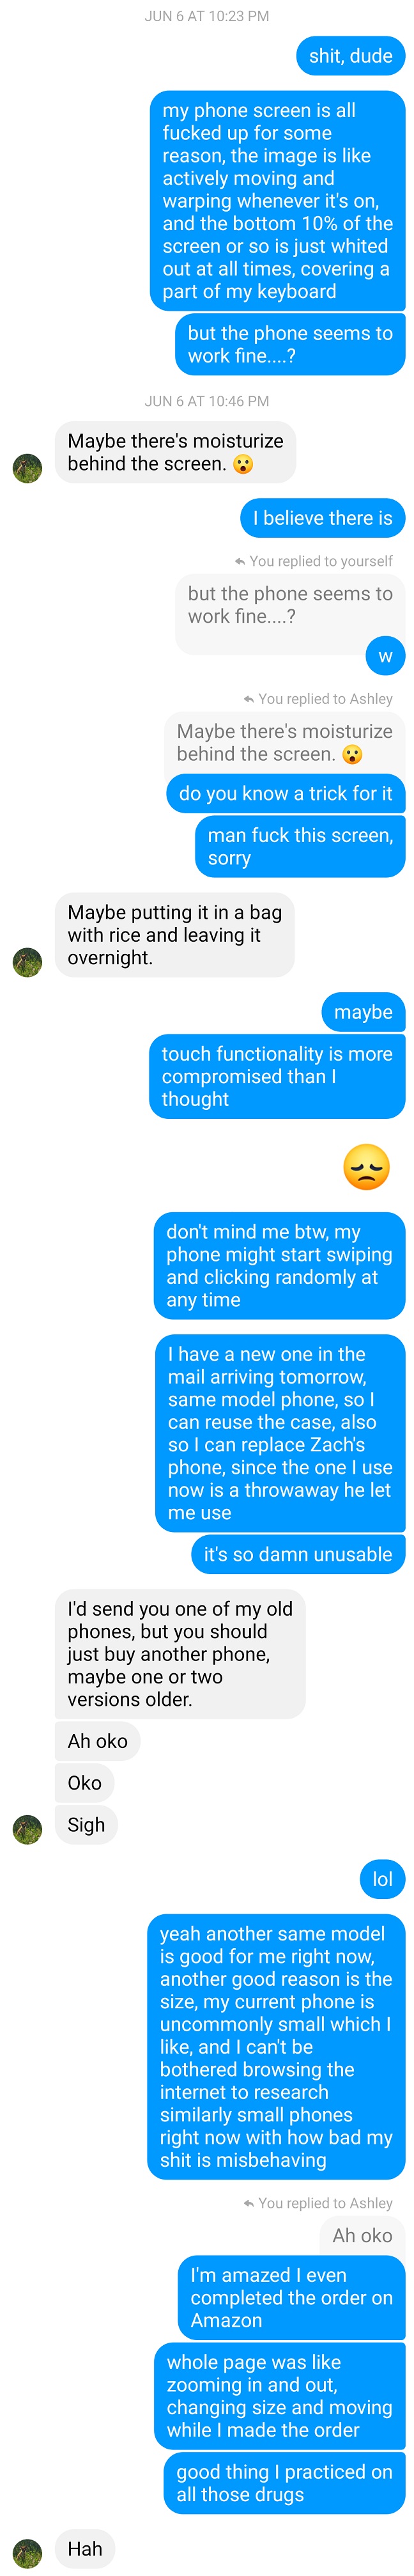 JUN 6 AT 10:23 PM
shit, dude
my phone screen is all
fucked up for some
reason, the image is like
actively moving and
warping whenever it's on,
and the bottom 10% of the
screen or so is just whited
out at all times, covering a
part of my keyboard
but the phone seems to
work fine....?
JUN 6 AT 10:46 PM
Maybe there's moisturize
behind the screen. 😮
I believe there is
You replied to yourself
but the phone seems to
work fine....?
w
You replied to Ashley
Maybe there's moisturize
behind the screen. 😮
do you know a trick for it
man fuck this screen,
sorry
Maybe putting it in a bag
with rice and leaving it
overnight.
maybe
touch functionality is more
compromised than I
thought
😞
don't mind me btw, my
phone might start swiping
and clicking randomly at
any time
I have a new one in the
mail arriving tomorrow,
same model phone, so I
can reuse the case, also
so I can replace Zach's
phone, since the one I use
now is a throwaway he let
me use
it's so damn unusable
I'd send you one of my old
phones, but you should
just buy another phone,
maybe one or two
versions older.
Ah oko
Oko
Sigh
lol
yeah another same model
is good for me right now,
another good reason is the
size, my current phone is
uncommonly small which I
like, and I can't be
bothered browsing the
internet to research
similarly small phones
right now with how bad my
shit is misbehaving
You replied to Ashley
Ah oko
I'm amazed I even
completed the order on
Amazon
whole page was like
zooming in and out,
changing size and moving
while I made the order
good thing I practiced on
all those drugs
Hah